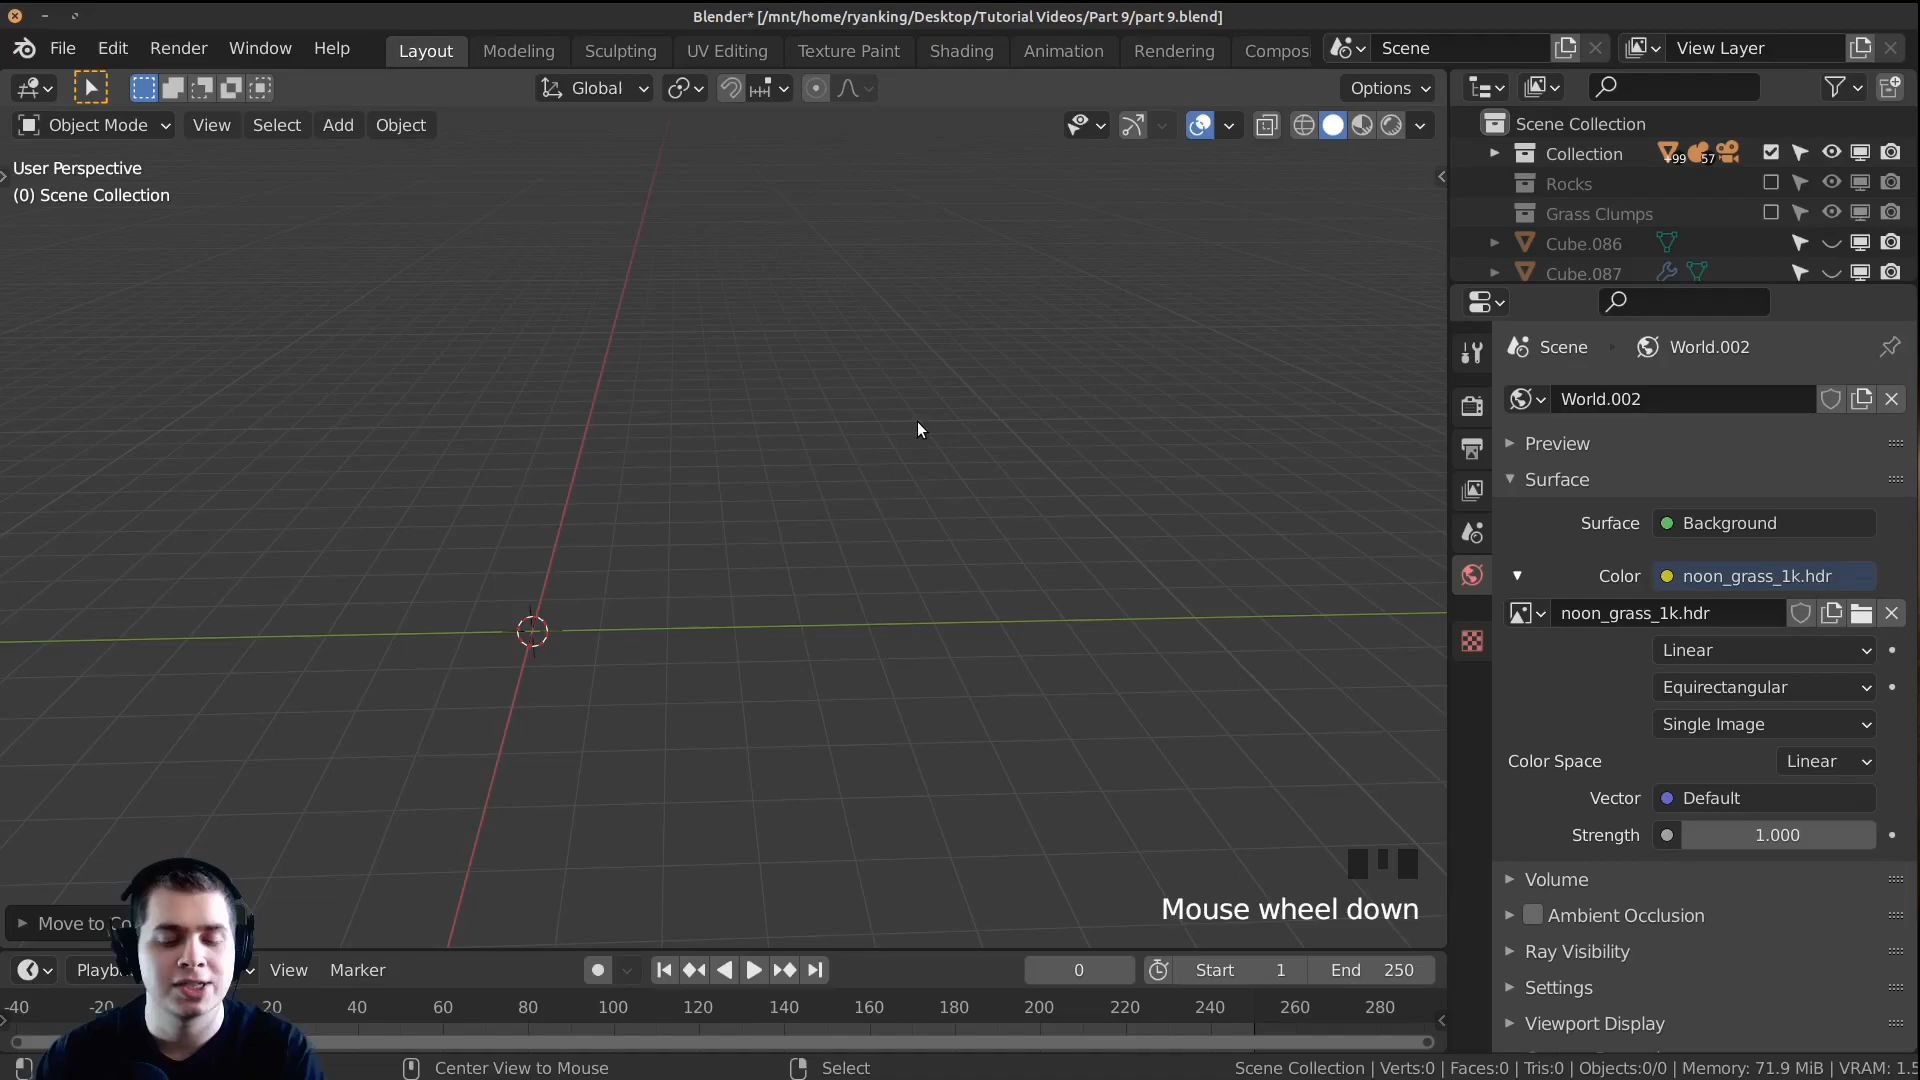 Blender* [/mnt/home/ryanking/Desktop/Tutorial Videos/Part 9/part 9.blend]
File Edit Render Window Help Layout Modeling Sculpting UV Editing Texture Paint Shading Animation Rendering Compos Scene View Layer
Global Options
Object Mode View Select Add Object
User Perspective
(0) Scene Collection
Scene Collection
Collection +99 57
Rocks
Grass Clumps
Cube.086
Cube.087
Scene World.002
World.002
Preview
Surface
Surface Background
Color noon_grass_1k.hdr
noon_grass_1k.hdr
Linear
Equirectangular
Single Image
Color Space Linear
Vector Default
Strength 1.000
Volume
Ambient Occlusion
Ray Visibility
Settings
Viewport Display
Mouse wheel down
Move to Co
Playb View Marker 0 Start 1 End 250
-40 -20 20 40 60 80 100 120 140 160 180 200 220 240 260 280
Center View to Mouse Select Scene Collection | Verts:0 | Faces:0 | Tris:0 | Objects:0/0 | Memory: 71.9 MiB | VRAM: 1.5